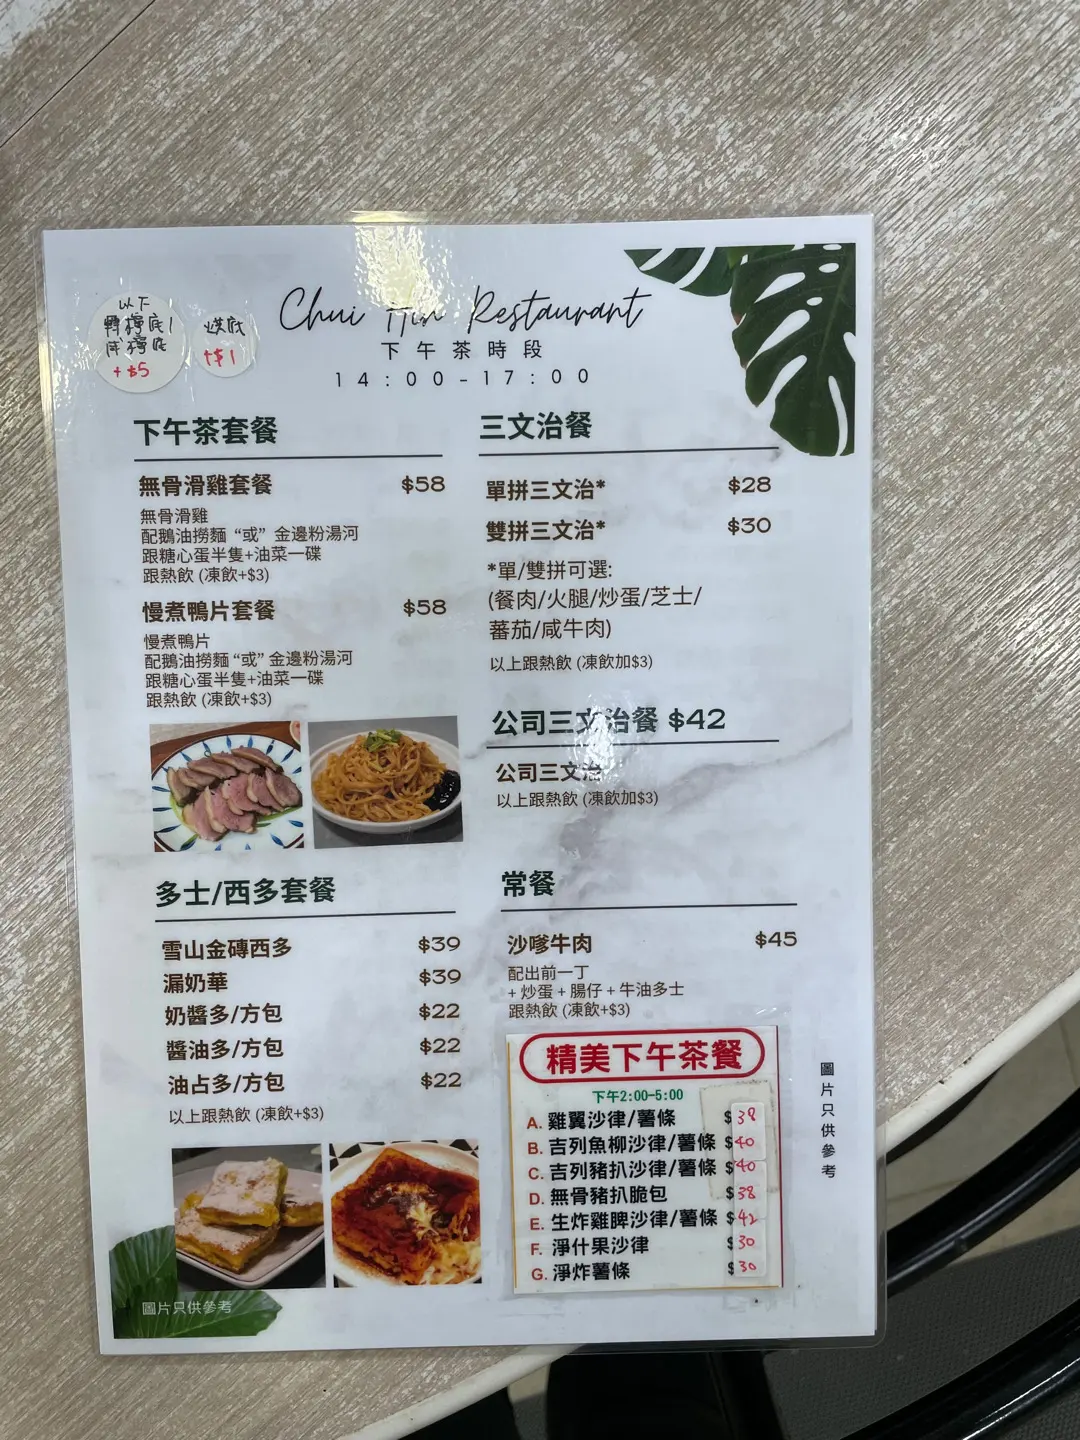 以下
+$5
烘底
+$1
Chui Hin Restaurant
下午茶時段
14:00-17:00
下午茶套餐
無骨滑雞套餐 $58
無骨滑雞
配鵝油撈麵“或”金邊粉湯河
跟糖心蛋半隻+油菜一碟
跟熱飲 (凍飲+$3)
慢煮鴨片套餐 $58
慢煮鴨片
配鵝油撈麵“或”金邊粉湯河
跟糖心蛋半隻+油菜一碟
跟熱飲 (凍飲+$3)
多士/西多套餐
雪山金磚西多 $39
漏奶華 $39
奶醬多/方包 $22
醬油多/方包 $22
油占多/方包 $22
以上跟熱飲 (凍飲+$3)
圖片只供參考
三文治餐
單拼三文治* $28
雙拼三文治* $30
*單/雙拼可選:
(餐肉/火腿/炒蛋/芝士/
蕃茄/咸牛肉)
以上跟熱飲 (凍飲加$3)
公司三文治餐 $42
公司三文治
以上跟熱飲 (凍飲加$3)
常餐
沙嗲牛肉 $45
配出前一丁
+ 炒蛋 + 腸仔 + 牛油多士
跟熱飲 (凍飲+$3)
精美下午茶餐
下午2:00-5:00
A. 雞翼沙律/薯條 $38
B. 吉列魚柳沙律/薯條 $40
C. 吉列豬扒沙律/薯條 $40
D. 無骨豬扒脆包 $38
E. 生炸雞脾沙律/薯條 $42
F. 淨什果沙律 $30
G. 淨炸薯條 $30
圖片只供參考